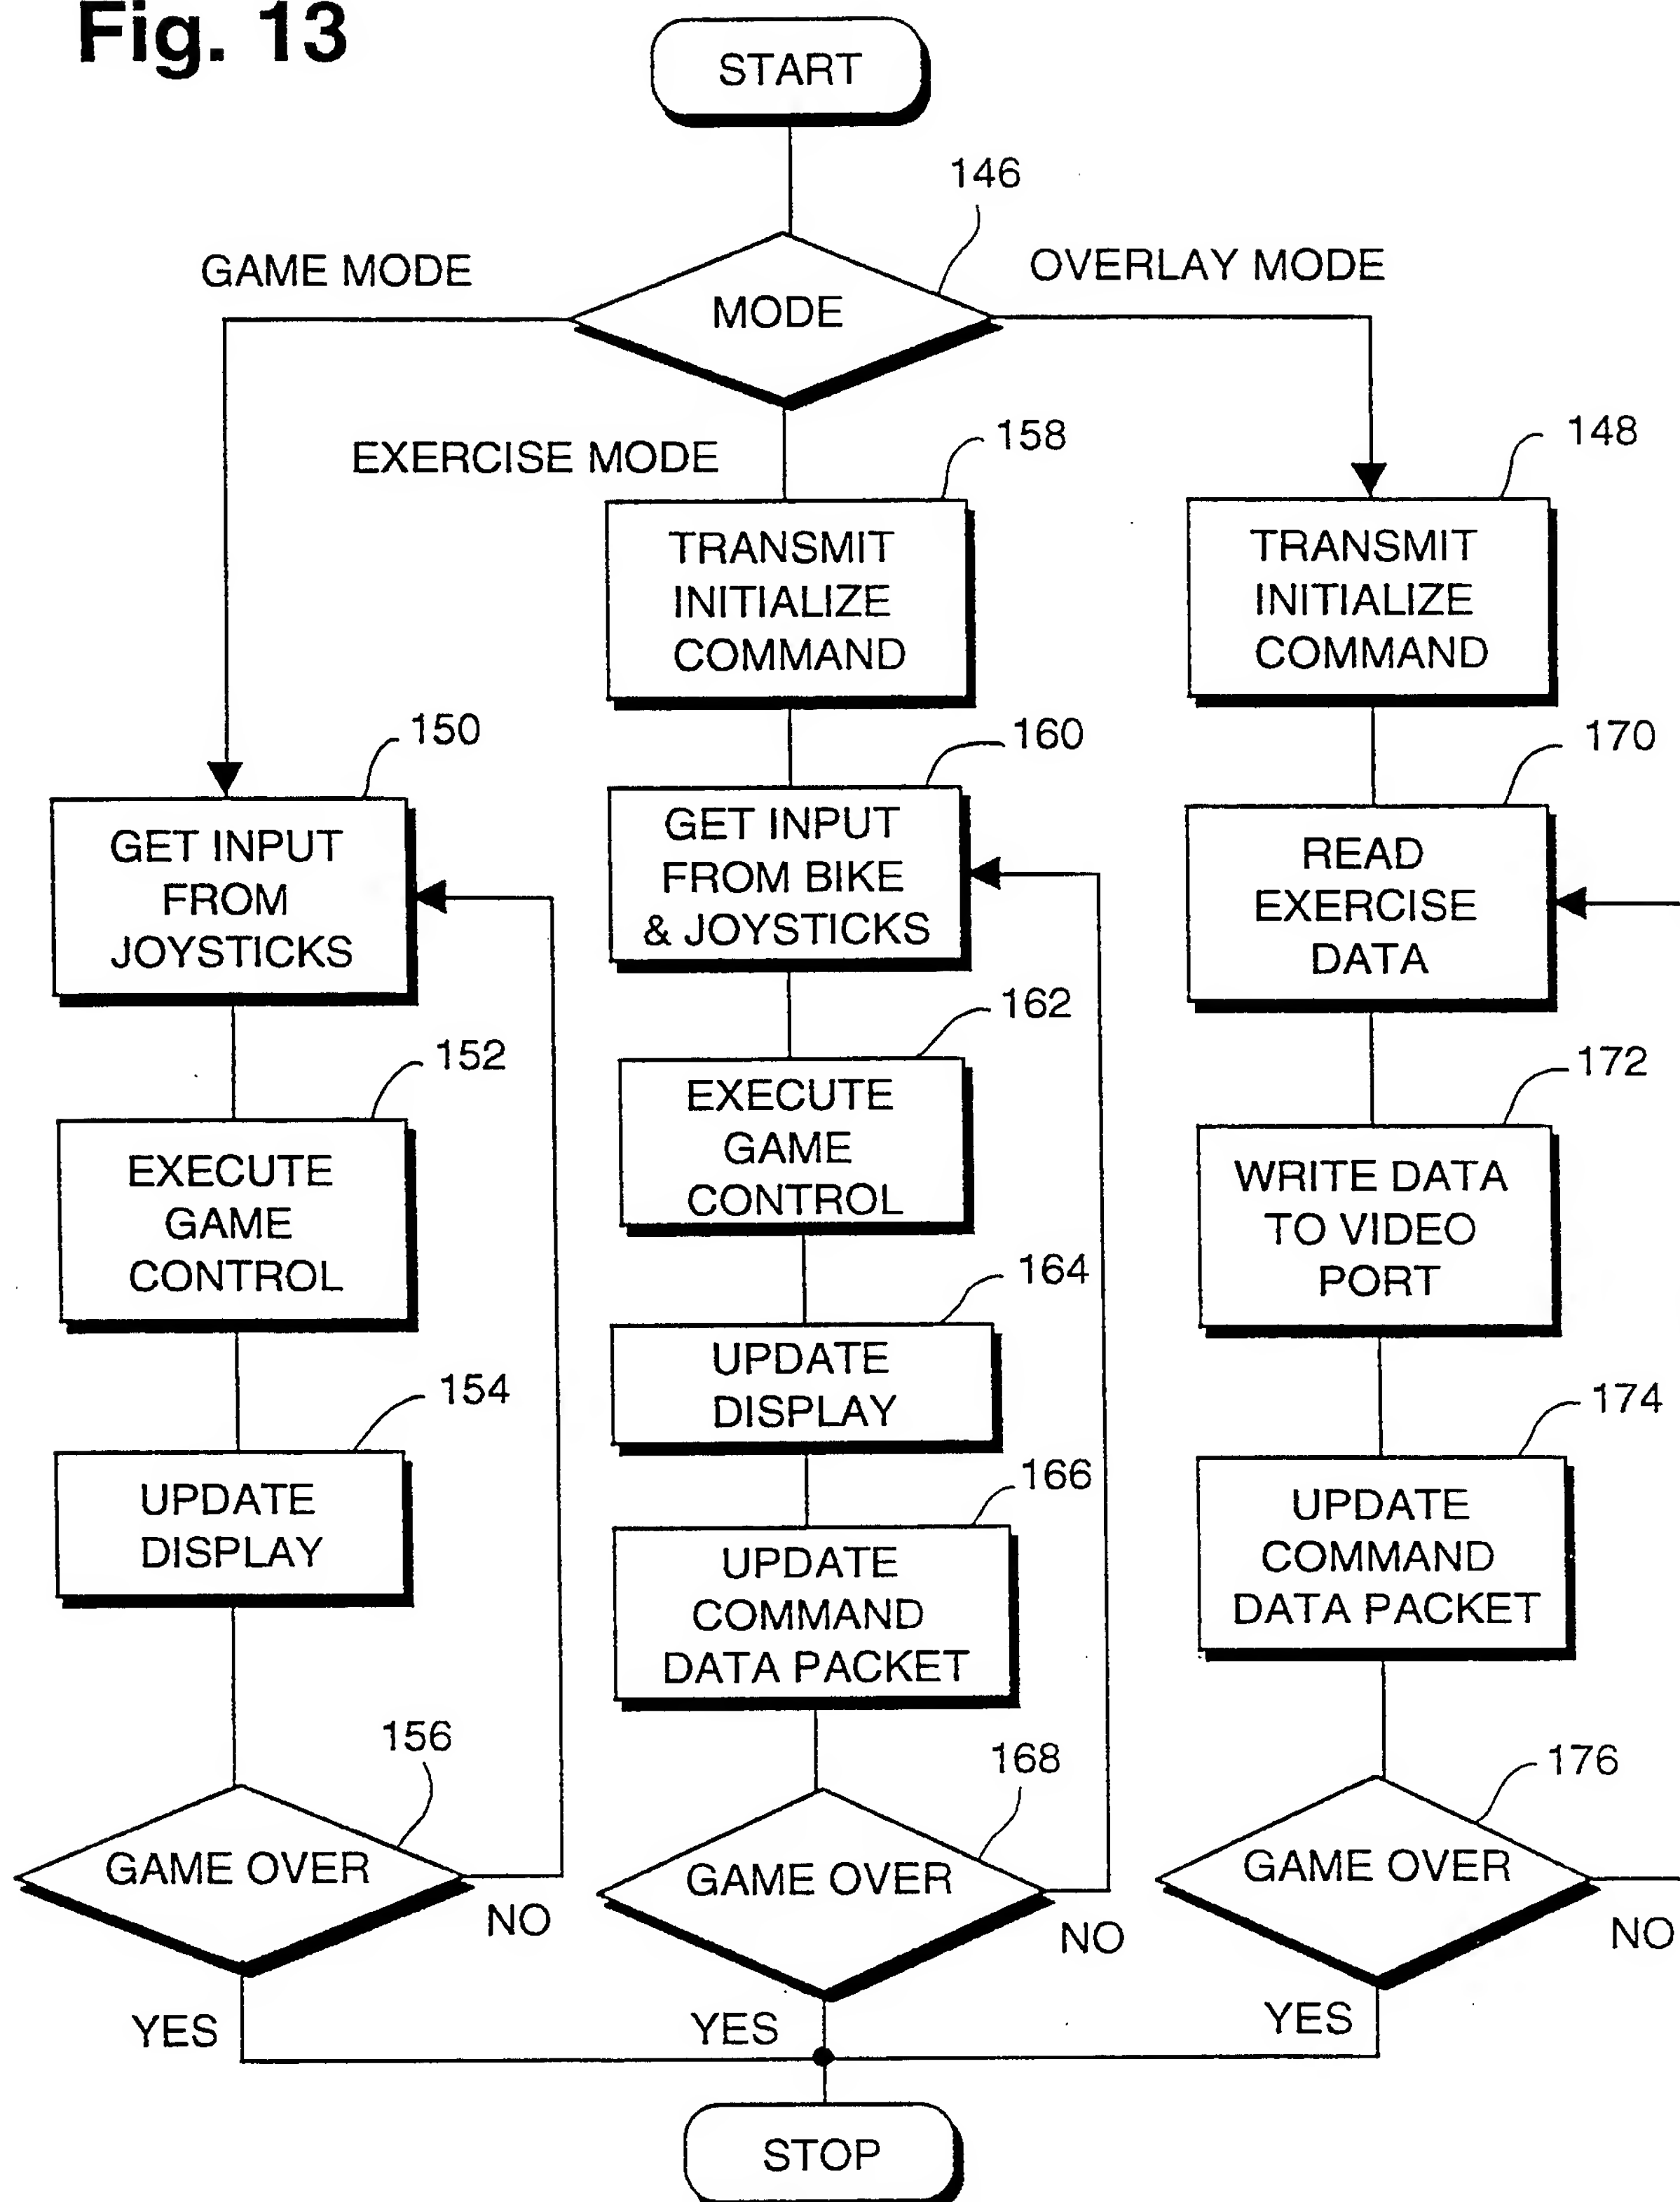 Fig. 13
START
146
GAME MODE
MODE
OVERLAY MODE
EXERCISE MODE
158
TRANSMIT
INITIALIZE
COMMAND
148
TRANSMIT
INITIALIZE
COMMAND
150
GET INPUT
FROM
JOYSTICKS
160
GET INPUT
FROM BIKE
& JOYSTICKS
170
READ
EXERCISE
DATA
152
EXECUTE
GAME
CONTROL
162
EXECUTE
GAME
CONTROL
172
WRITE DATA
TO VIDEO
PORT
154
UPDATE
DISPLAY
164
UPDATE
DISPLAY
166
UPDATE
COMMAND
DATA PACKET
174
UPDATE
COMMAND
DATA PACKET
156
GAME OVER
NO
YES
168
GAME OVER
NO
YES
176
GAME OVER
NO
YES
STOP